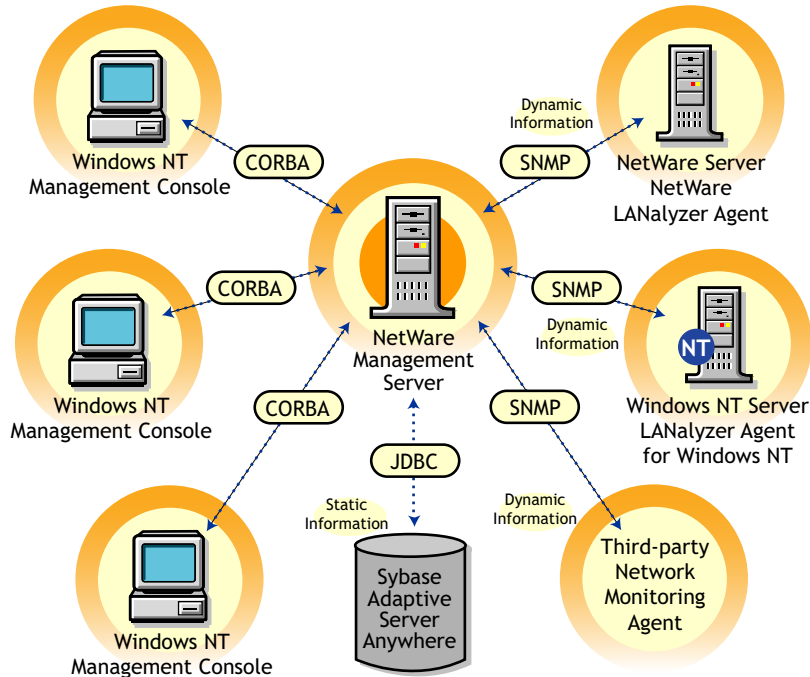 Windows NT
Management Console
CORBA
Dynamic
Information
SNMP
NetWare Server
NetWare
LANalyzer Agent
Windows NT
Management Console
CORBA
NetWare
Management
Server
SNMP
Dynamic
Information
NT
Windows NT Server
LANalyzer Agent
for Windows NT
CORBA
SNMP
JDBC
Static
Information
Dynamic
Information
Windows NT
Management Console
Sybase
Adaptive
Server
Anywhere
Third-party
Network
Monitoring
Agent